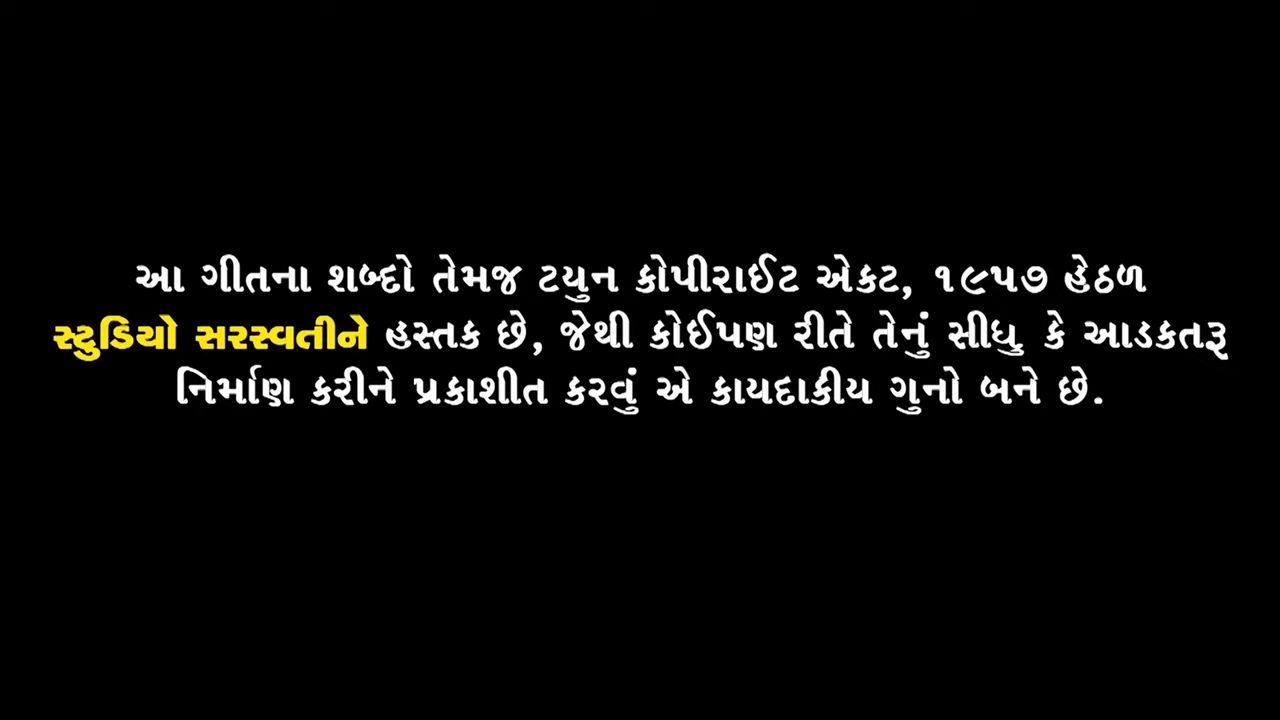 આ ગીતના શબ્દો તેમજ ટયુન કોપીરાઈટ એકટ, ૧૯૫૭ હેઠળ
સ્ટુડિયો સરસ્વતીને હસ્તક છે, જેથી કોઈપણ રીતે તેનું સીધુ કે આડકતરૂ
નિર્માણ કરીને પ્રકાશીત કરવું એ કાયદાકીય ગુનો બને છે.